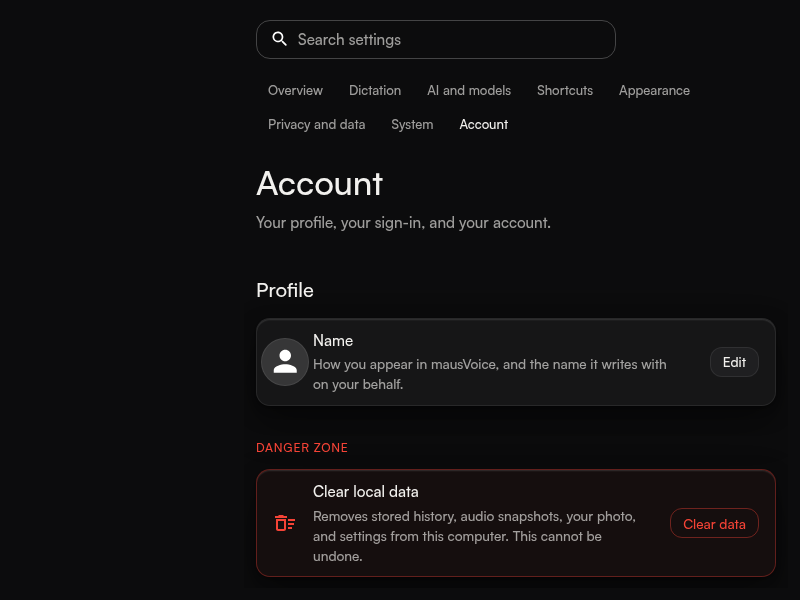 Search settings
Overview Dictation AI and models Shortcuts Appearance
Privacy and data System Account
Account
Your profile, your sign-in, and your account.
Profile
Name
How you appear in mausVoice, and the name it writes with
on your behalf.
Edit
DANGER ZONE
Clear local data
Removes stored history, audio snapshots, your photo,
and settings from this computer. This cannot be
undone.
Clear data